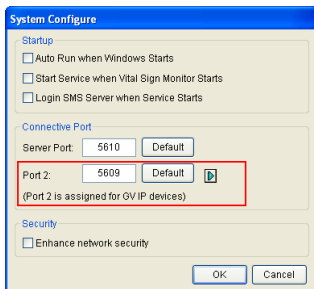 System Configure
Startup
Auto Run when Windows Starts
Start Service when Vital Sign Monitor Starts
Login SMS Server when Service Starts
Connective Port
Server Port: 5610 Default
Port 2: 5609 Default
(Port 2 is assigned for GV IP devices)
Security
Enhance network security
OK Cancel